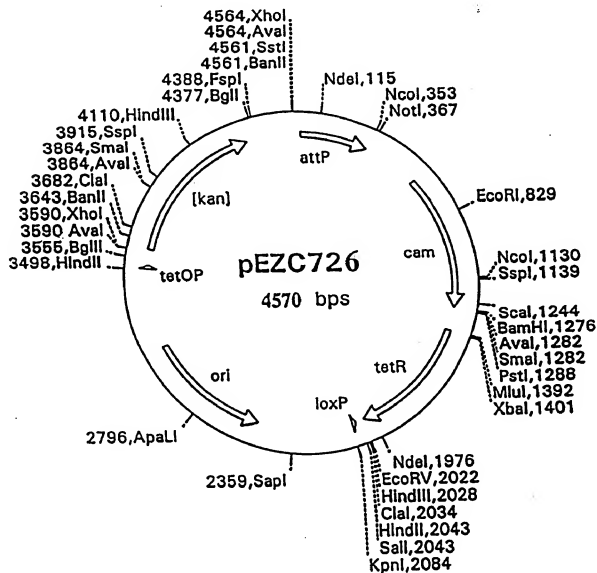 4564,XhoI
4564,AvaI
4561,SstI
4561,BanII
4388,FspI
4377,BglI
4110,HindIII
3915,SspI
3864,SmaI
3864,AvaI
3682,ClaI
3643,BanII
3590,XhoI
3590,AvaI
3555,BglII
3498,HindII
NdeI,115
NcoI,353
NotI,367
attP
[kan]
EcoRI,829
cam
tetOP
pEZC726
4570 bps
NcoI,1130
SspI,1139
ScaI,1244
BamHI,1276
AvaI,1282
SmaI,1282
PstI,1288
MluI,1392
XbaI,1401
tetR
ori
loxP
2796,ApaLI
2359,SapI
NdeI,1976
EcoRV,2022
HindIII,2028
ClaI,2034
HindII,2043
SalI,2043
KpnI,2084